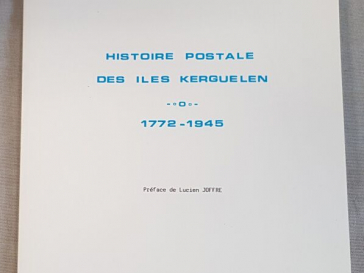 HISTOIRE POSTALE
DES ILES KERGUELEN
-»o»-
1772-1945
Préface de Lucien JOFFRE